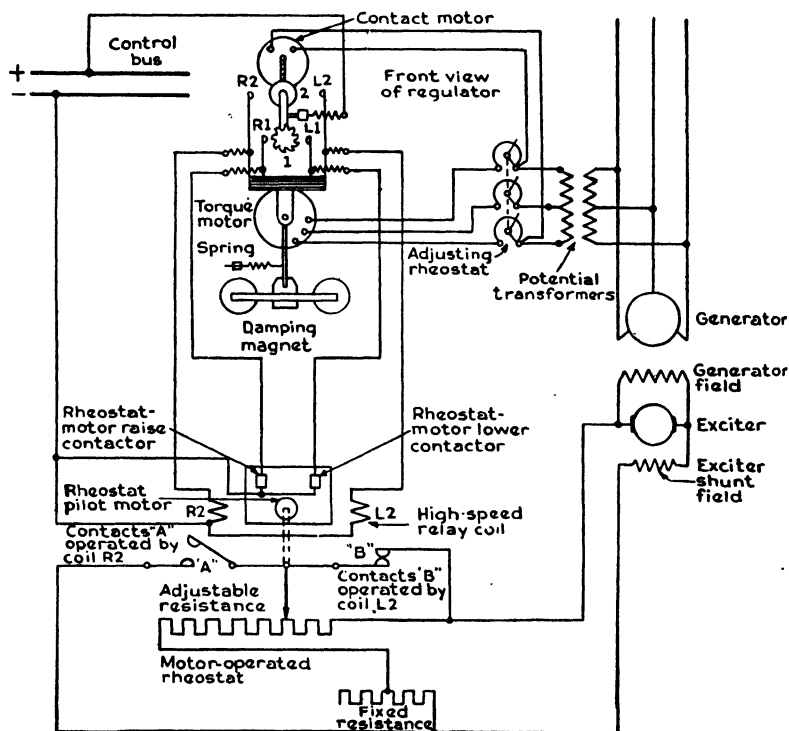 Contact motor
Control
bus
+
−
Front view
of regulator
R2
L2
2
R1
L1
1
Torque
motor
Spring
Adjusting
rheostat
Potential
transformers
Damping
magnet
Generator
Generator
field
Exciter
Exciter
shunt
field
Rheostat-
motor raise
contactor
Rheostat-
motor lower
contactor
Rheostat
pilot motor
R2
L2
High-speed
relay coil
Contacts "A"
operated by
coil R2
"A"
"B"
Contacts "B"
operated by
coil L2
Adjustable
resistance
Motor-operated
rheostat
Fixed
resistance